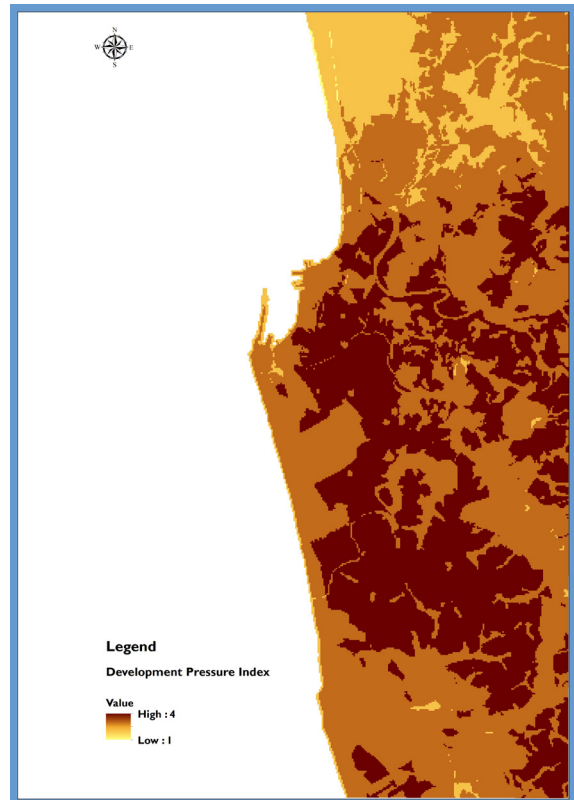 N
W E
S
Legend
Development Pressure Index
Value
High : 4
Low : 1